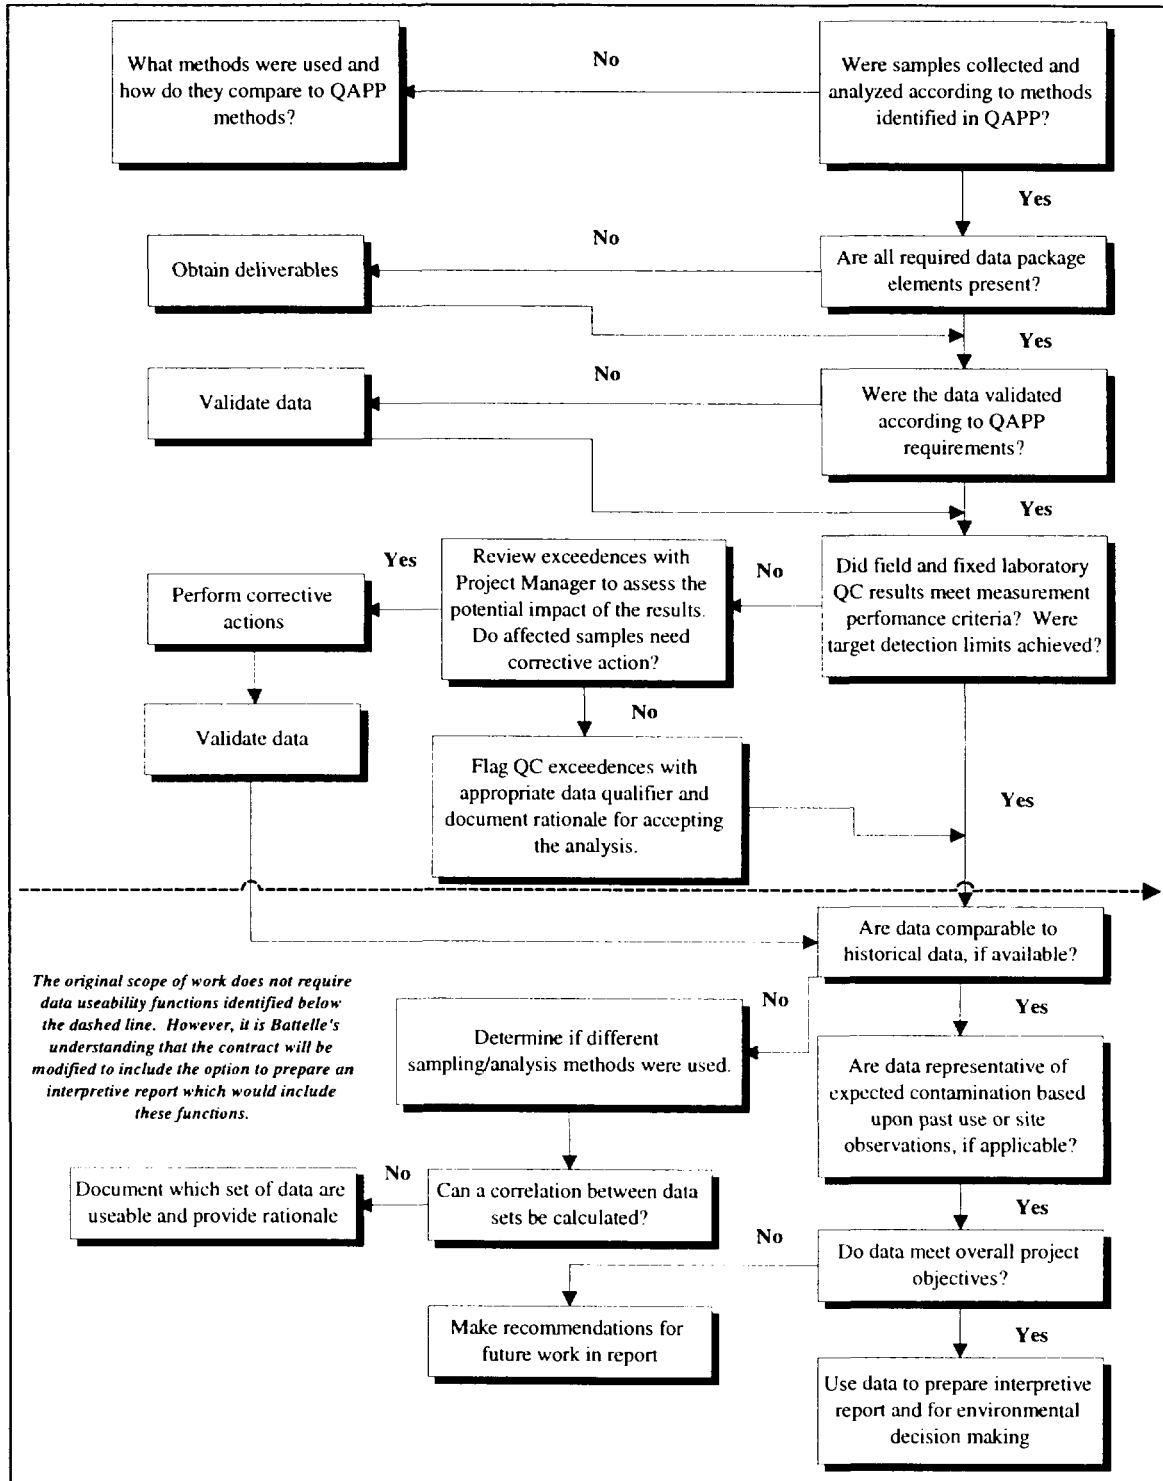 What methods were used and
how do they compare to QAPP
methods?
No
Were samples collected and
analyzed according to methods
identified in QAPP?
Yes
Obtain deliverables
No
Are all required data package
elements present?
Yes
Validate data
No
Were the data validated
according to QAPP
requirements?
Yes
Perform corrective
actions
Yes
Review exceedences with
Project Manager to assess the
potential impact of the results.
Do affected samples need
corrective action?
No
Did field and fixed laboratory
QC results meet measurement
perfomance criteria? Were
target detection limits achieved?
Validate data
No
Flag QC exceedences with
appropriate data qualifier and
document rationale for accepting
the analysis.
Yes
Are data comparable to
historical data, if available?
The original scope of work does not require
data useability functions identified below
the dashed line. However, it is Battelle's
understanding that the contract will be
modified to include the option to prepare an
interpretive report which would include
these functions.
No
Yes
Determine if different
sampling/analysis methods were used.
Are data representative of
expected contamination based
upon past use or site
observations, if applicable?
Document which set of data are
useable and provide rationale
No
Can a correlation between data
sets be calculated?
Yes
No
Do data meet overall project
objectives?
Make recommendations for
future work in report
Yes
Use data to prepare interpretive
report and for environmental
decision making